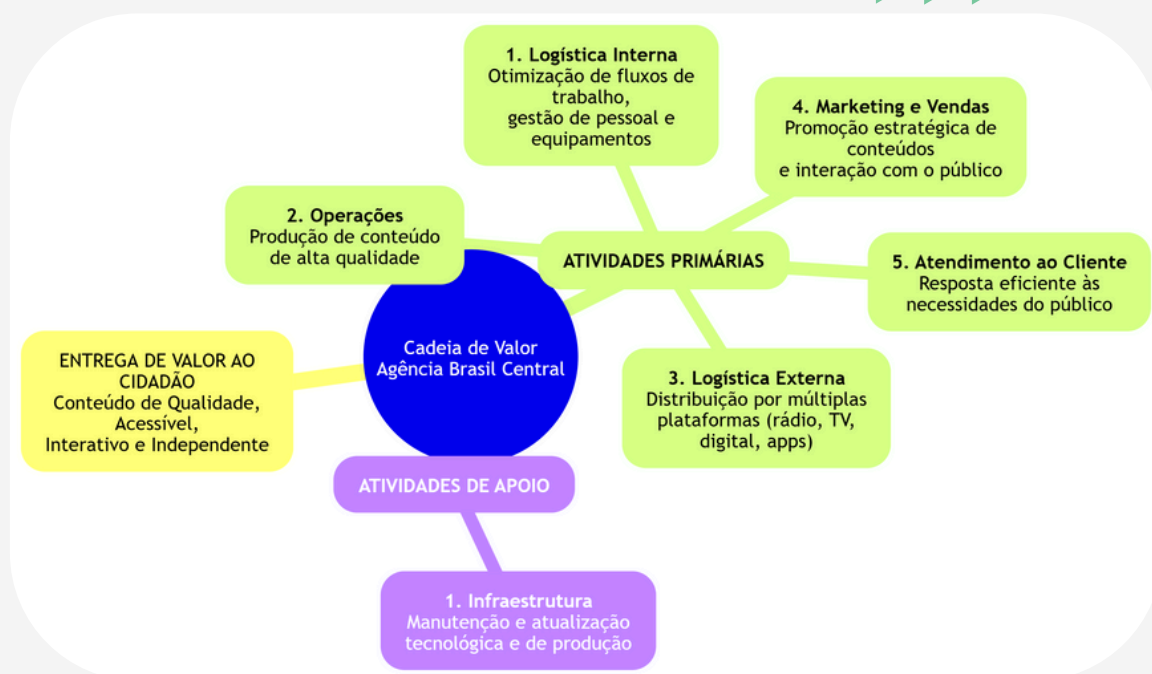 1. Logística Interna
Otimização de fluxos de
trabalho,
gestão de pessoal e
equipamentos
4. Marketing e Vendas
Promoção estratégica de
conteúdos
e interação com o público
2. Operações
Produção de conteúdo
de alta qualidade
ATIVIDADES PRIMÁRIAS
5. Atendimento ao Cliente
Resposta eficiente às
necessidades do público
Cadeia de Valor
Agência Brasil Central
ENTREGA DE VALOR AO
CIDADÃO
Conteúdo de Qualidade,
Acessível,
Interativo e Independente
3. Logística Externa
Distribuição por múltiplas
plataformas (rádio, TV,
digital, apps)
ATIVIDADES DE APOIO
1. Infraestrutura
Manutenção e atualização
tecnológica e de produção